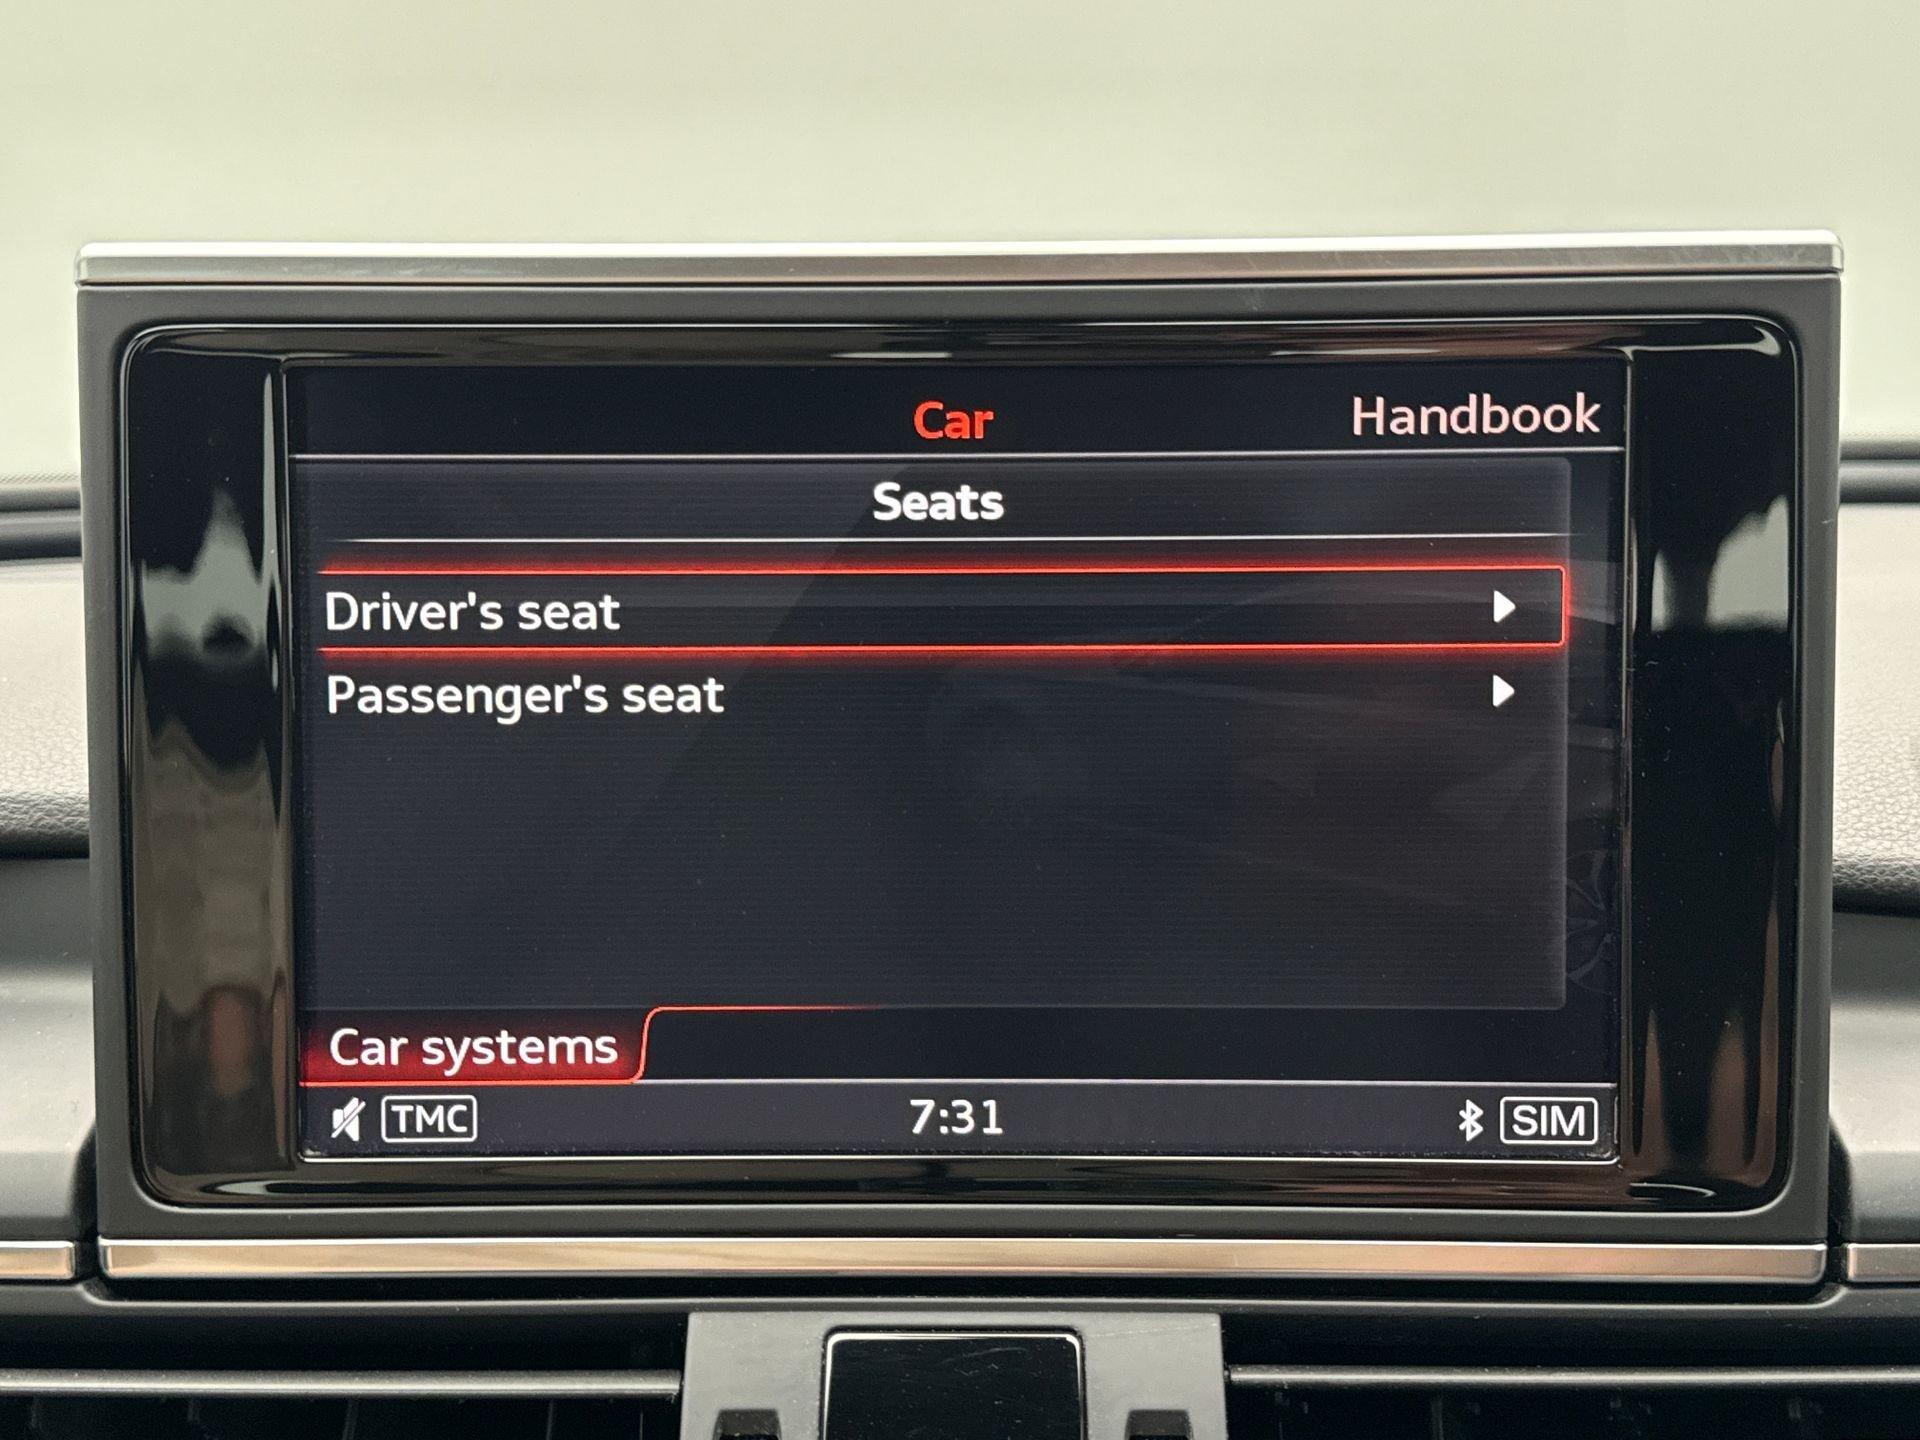 Car Handbook
Seats
Driver's seat
Passenger's seat
Car systems
TMC 7:31 SIM